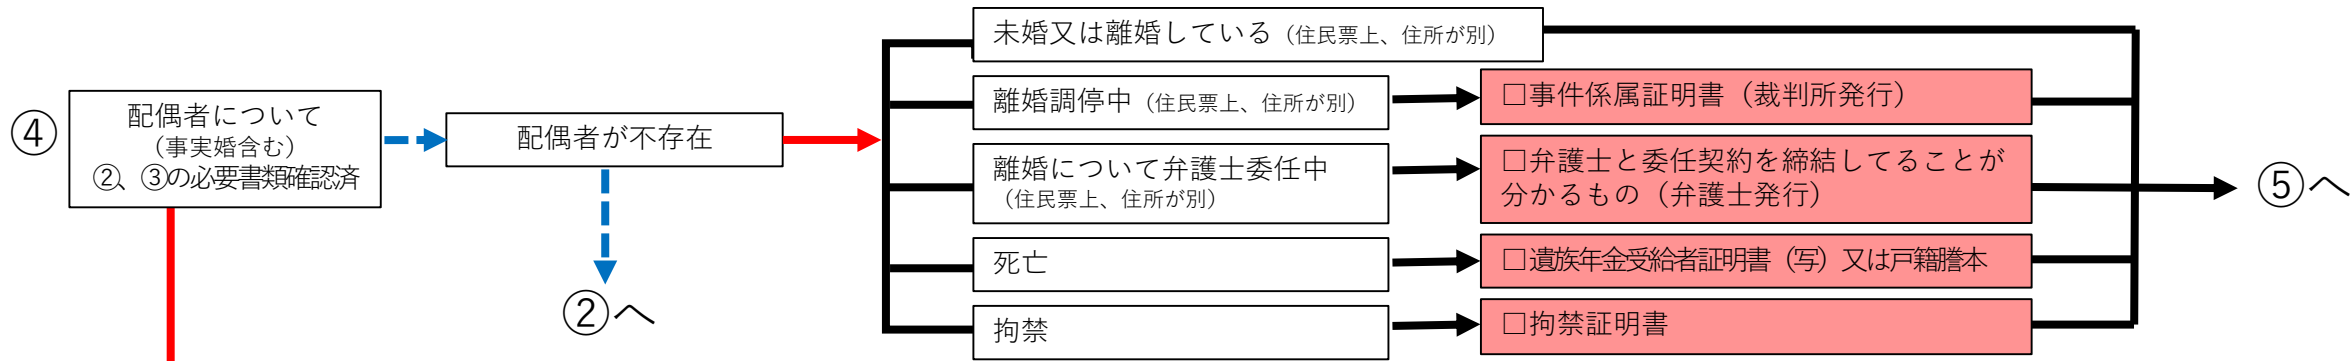 ④
配偶者について
（事実婚含む）
②、③の必要書類確認済
配偶者が不存在
②へ
未婚又は離婚している（住民票上、住所が別）
離婚調停中（住民票上、住所が別）
□事件係属証明書（裁判所発行）
離婚について弁護士委任中
（住民票上、住所が別）
□弁護士と委任契約を締結してることが
分かるもの（弁護士発行）
死亡
□遺族年金受給者証明書（写）又は戸籍謄本
拘禁
□拘禁証明書
⑤へ